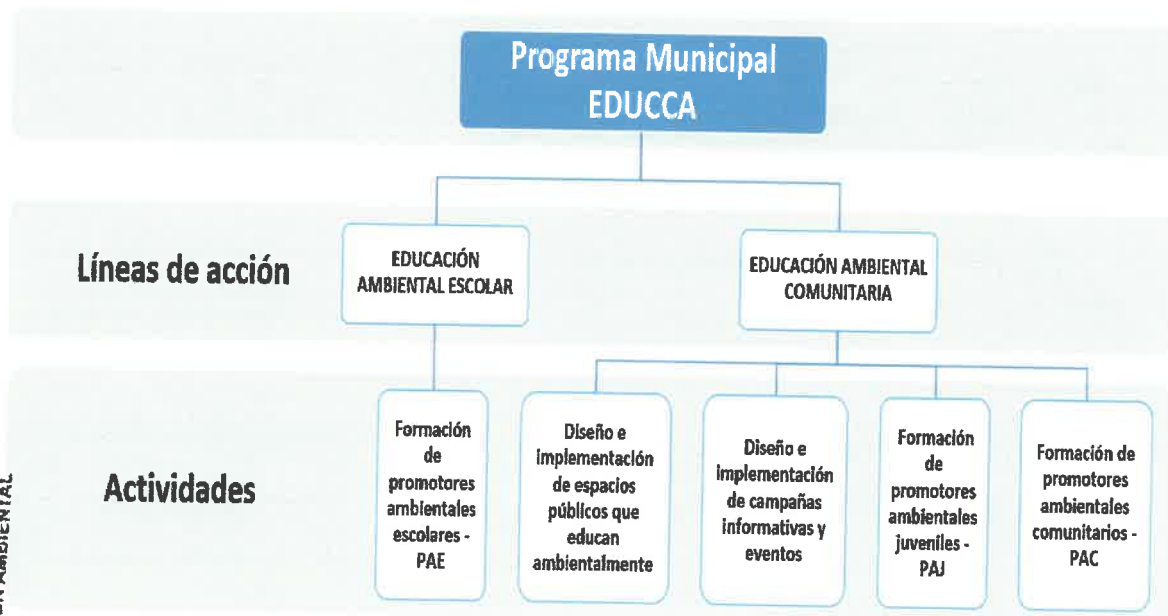 Programa Municipal
EDUCCA
Líneas de acción
EDUCACIÓN
AMBIENTAL ESCOLAR
EDUCACIÓN AMBIENTAL
COMUNITARIA
Actividades
Formación
de
promotores
ambientales
escolares -
PAE
Diseño e
implementación
de espacios
públicos que
educan
ambientalmente
Diseño e
implementación
de campañas
informativas y
eventos
Formación
de
promotores
ambientales
juveniles -
PAJ
Formación de
promotores
ambientales
comunitarios -
PAC
AMBIENTAL